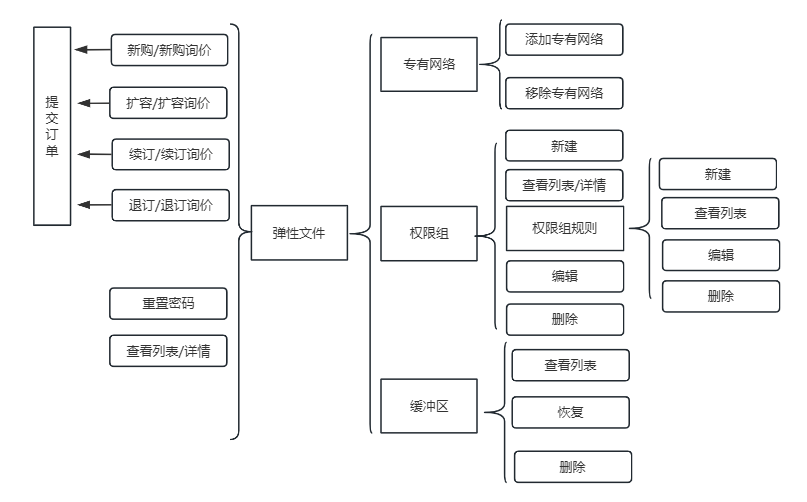 提交订单
新购/新购询价
扩容/扩容询价
续订/续订询价
退订/退订询价
重置密码
查看列表/详情
弹性文件
专有网络
添加专有网络
移除专有网络
权限组
新建
查看列表/详情
权限组规则
编辑
删除
新建
查看列表
编辑
删除
缓冲区
查看列表
恢复
删除